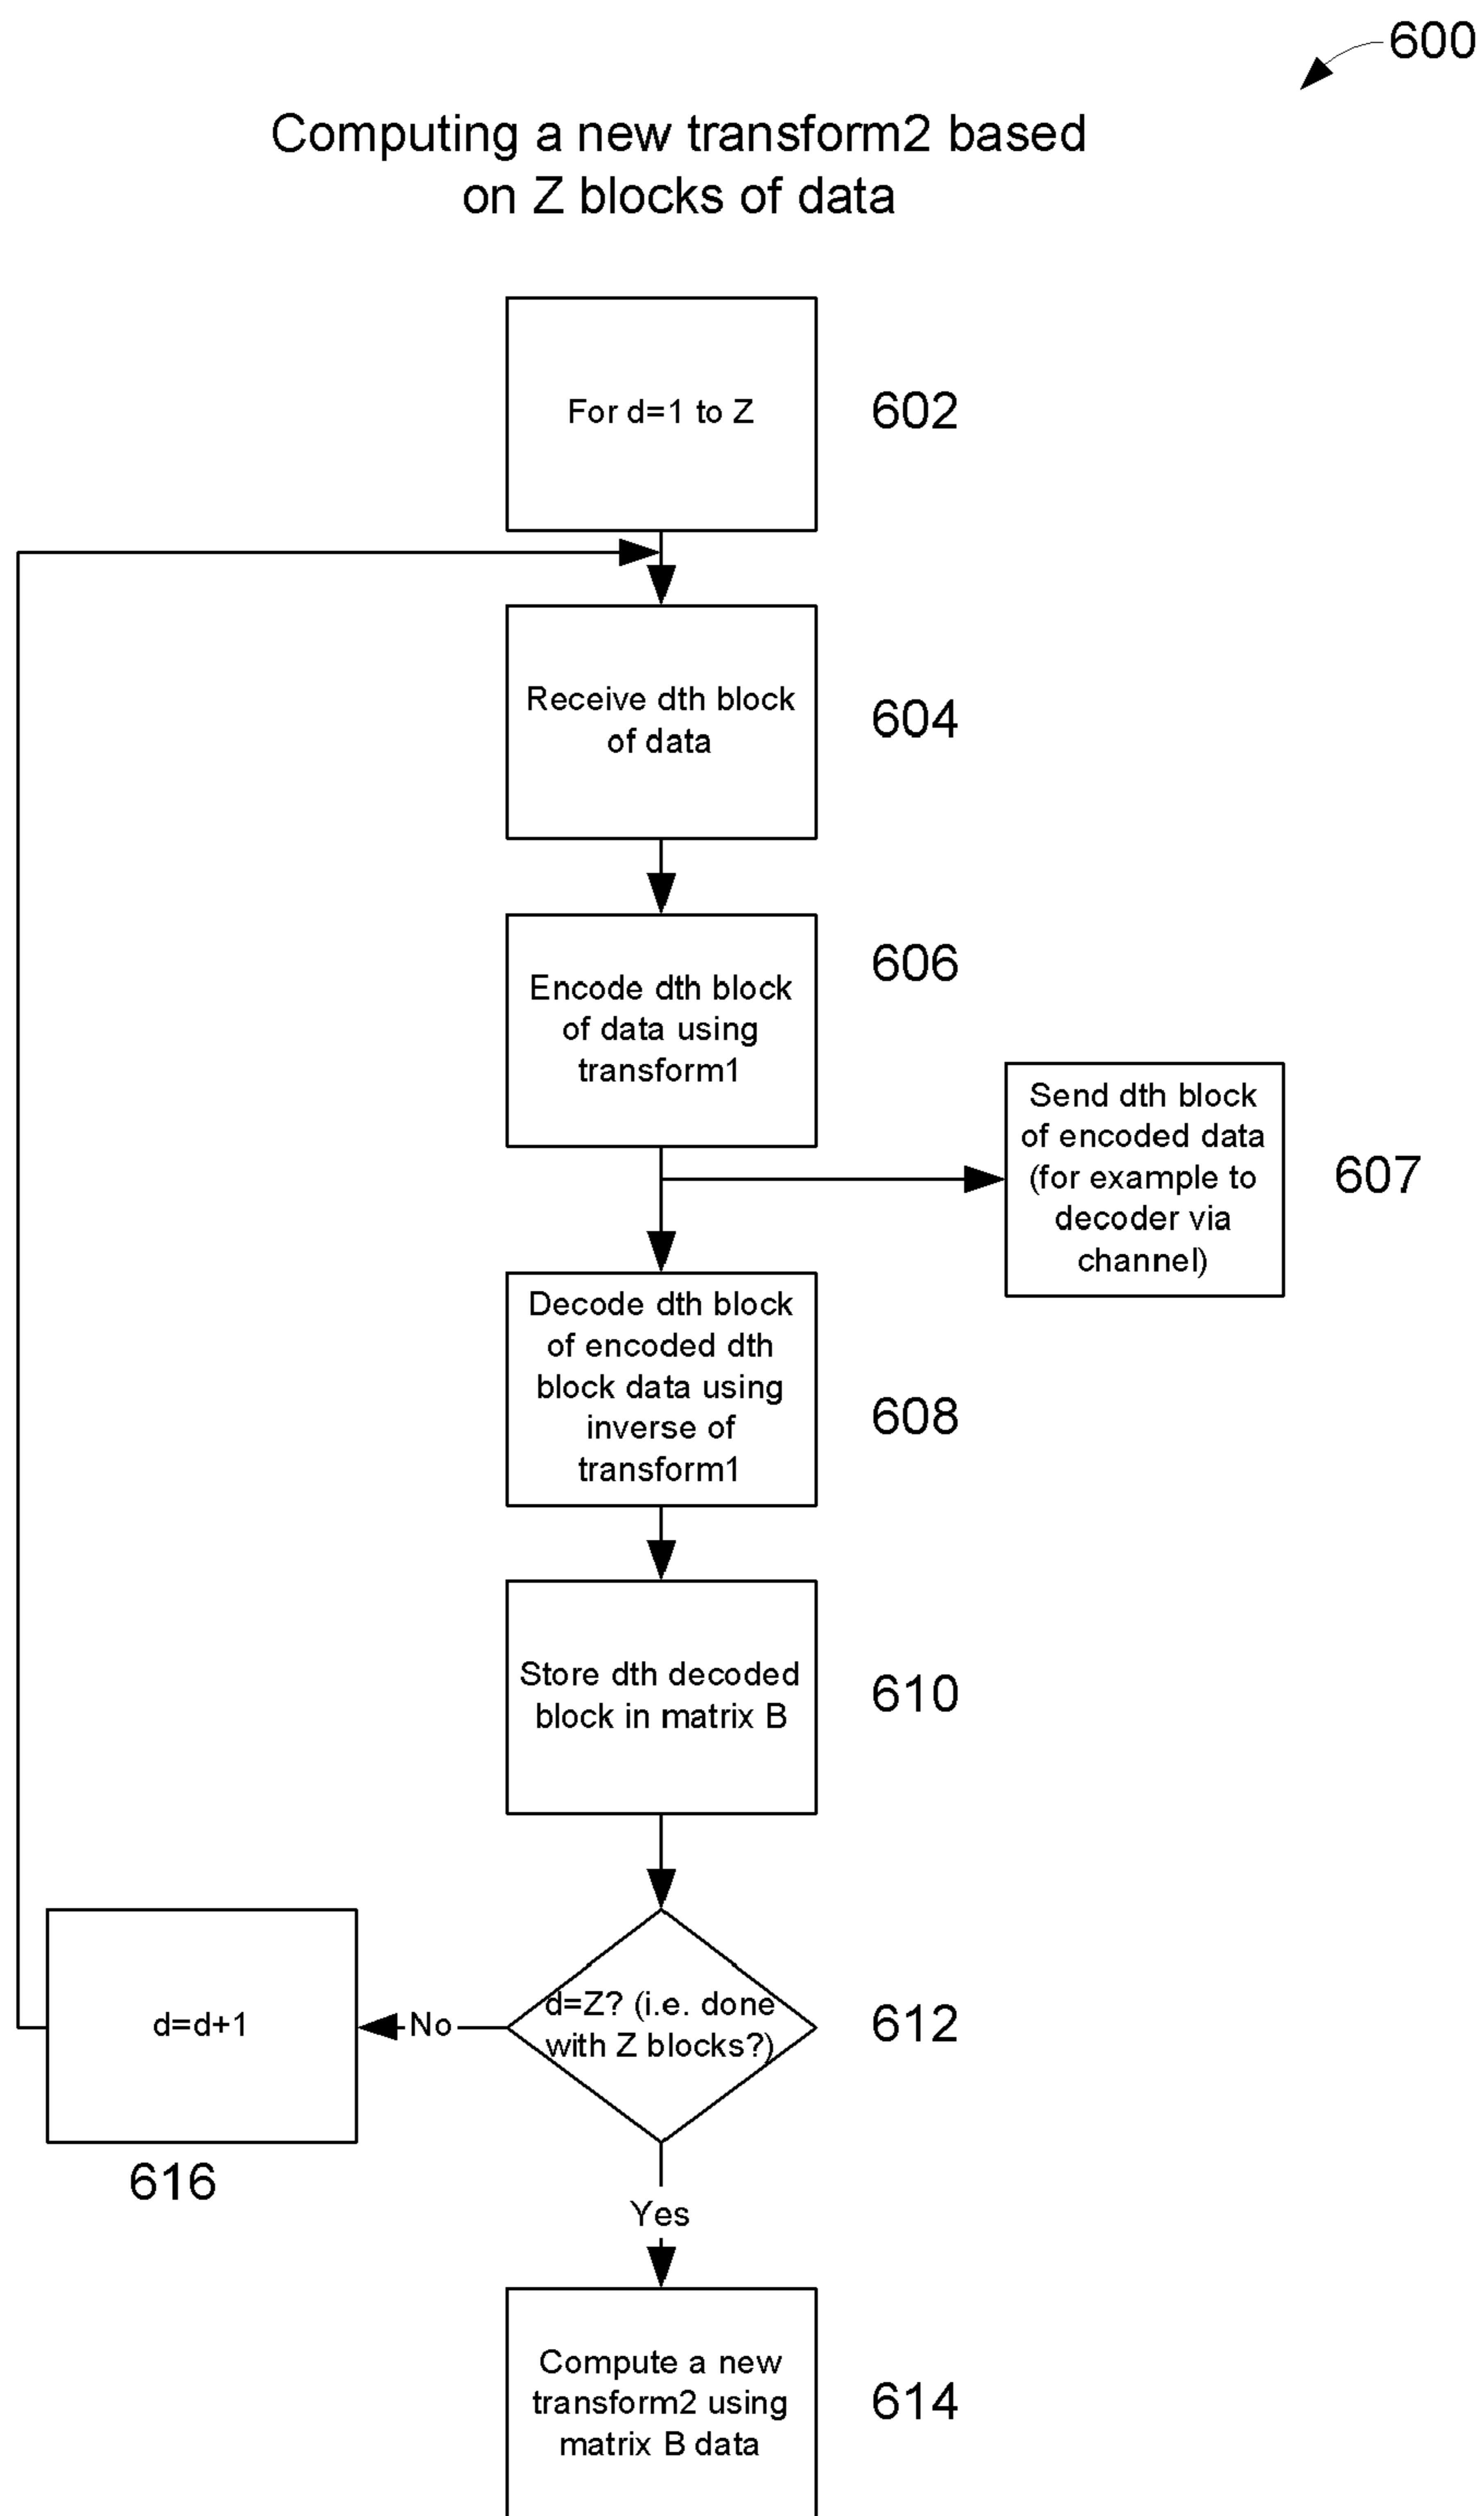 600
Computing a new transform2 based
on Z blocks of data
For d=1 to Z
602
Receive dth block
of data
604
606
Encode dth block
of data using
transform1
Send dth block
of encoded data
(for example to
decoder via
channel)
607
Decode dth block
of encoded dth
block data using
inverse of
transform1
608
Store dth decoded
block in matrix B
610
d=Z? (i.e. done
with Z blocks?)
612
No
d=d+1
616
Yes
Compute a new
transform2 using
matrix B data
614